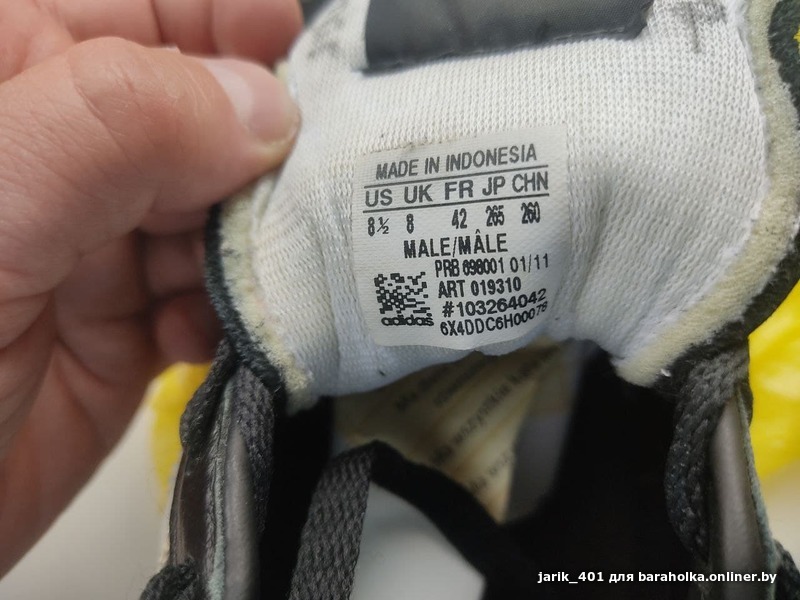 MADE IN INDONESIA
US UK FR JP CHN
8½ 8 42 265 260
MALE/MÂLE
PRB 698001 01/11
ART 019310
#103264042
adidas 6X4DDC6H00078
jarik_401 для baraholka.onliner.by